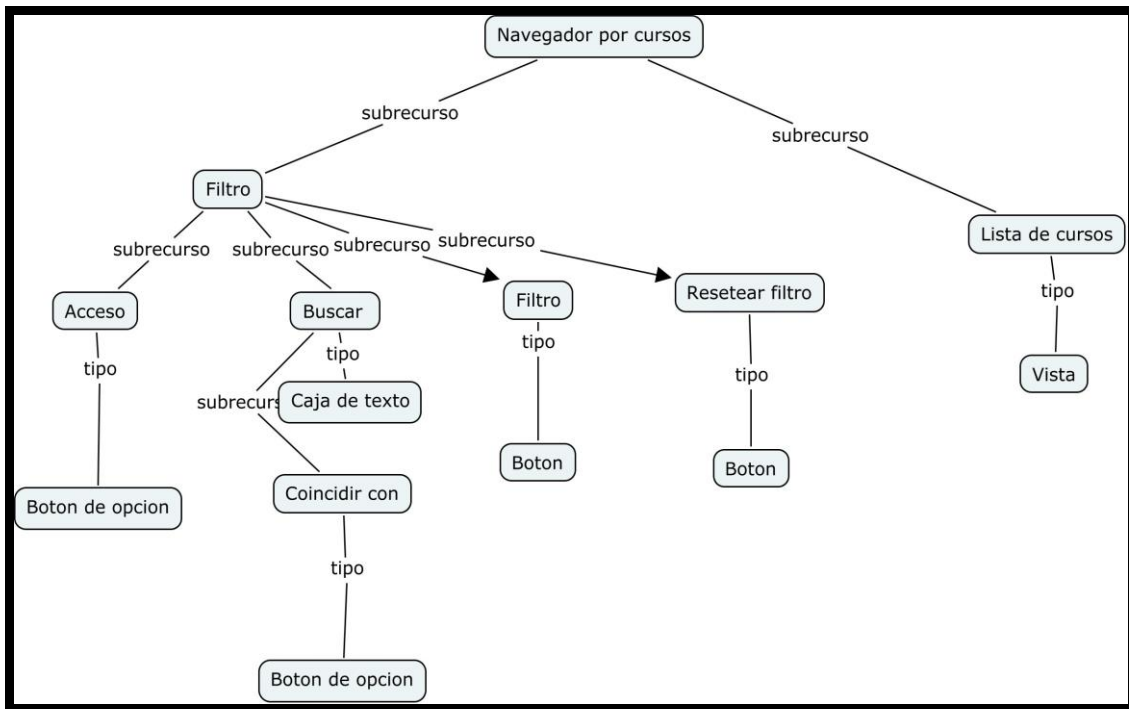 Navegador por cursos
subrecurso
subrecurso
Filtro
Lista de cursos
subrecurso
subrecurso
subrecurso
subrecurso
tipo
Acceso
Buscar
Filtro
Resetear filtro
Vista
tipo
tipo
tipo
tipo
subrecurs
Caja de texto
Boton de opcion
Coincidir con
Boton
Boton
tipo
Boton de opcion